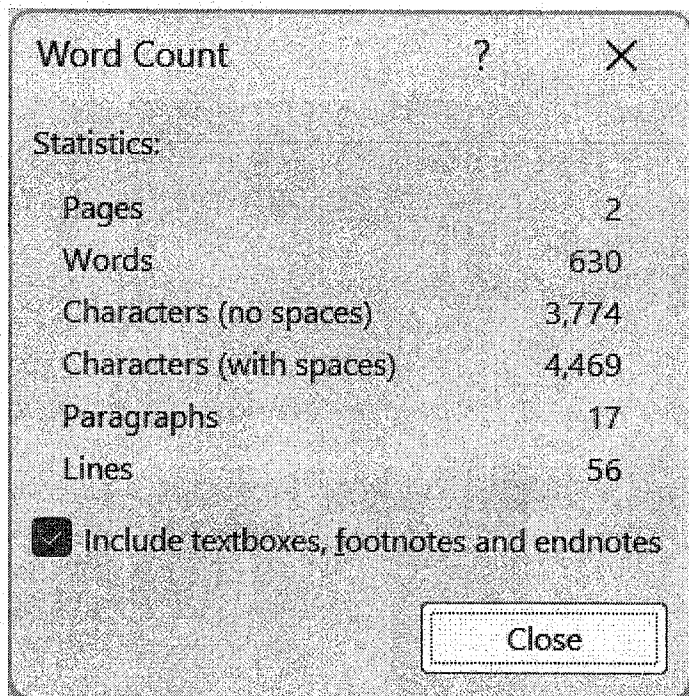 Word Count ? ×
Statistics:
Pages 2
Words 630
Characters (no spaces) 3,774
Characters (with spaces) 4,469
Paragraphs 17
Lines 56
Include textboxes, footnotes and endnotes
Close